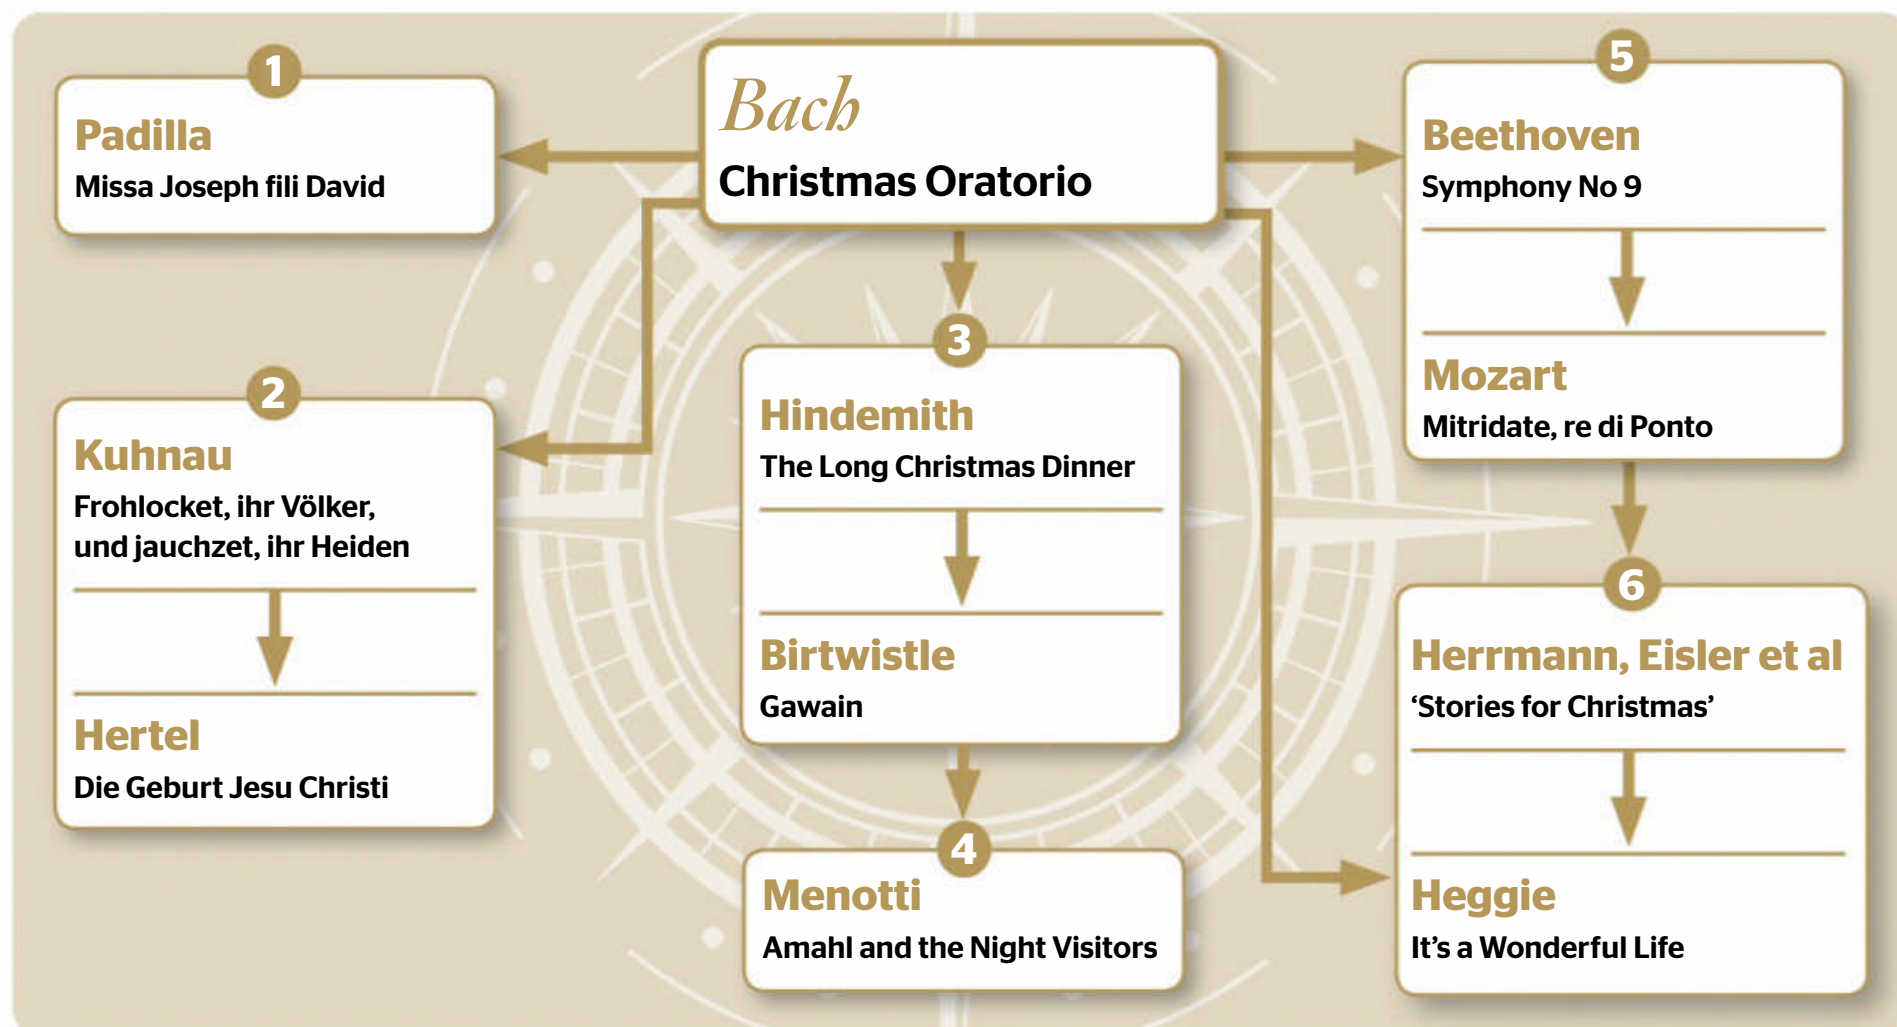 Bach
Christmas Oratorio
1
Padilla
Missa Joseph fili David
2
Kuhnau
Frohlocket, ihr Völker,
und jauchzet, ihr Heiden
Hertel
Die Geburt Jesu Christi
3
Hindemith
The Long Christmas Dinner
Birtwistle
Gawain
4
Menotti
Amahl and the Night Visitors
5
Beethoven
Symphony No 9
Mozart
Mitridate, re di Ponto
6
Herrmann, Eisler et al
‘Stories for Christmas’
Heggie
It’s a Wonderful Life